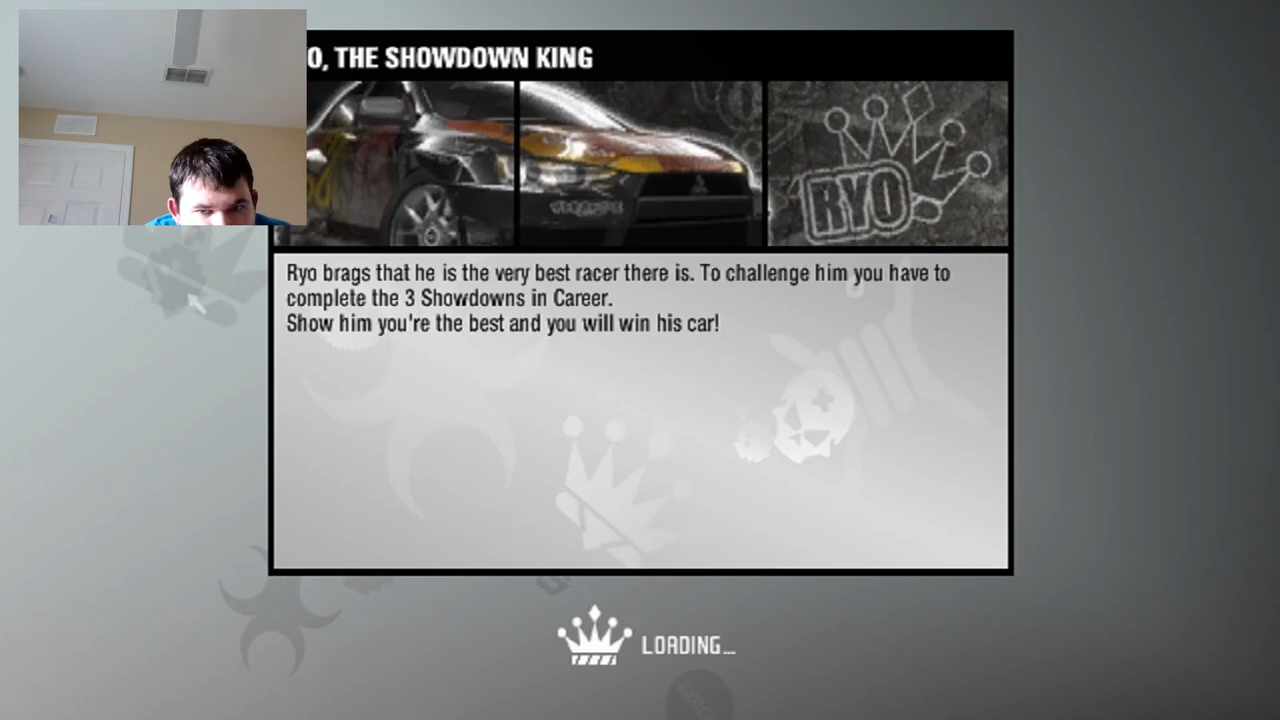 O, THE SHOWDOWN KING
RYO
Ryo brags that he is the very best racer there is. To challenge him you have to
complete the 3 Showdowns in Career.
Show him you're the best and you will win his car!
LOADING...